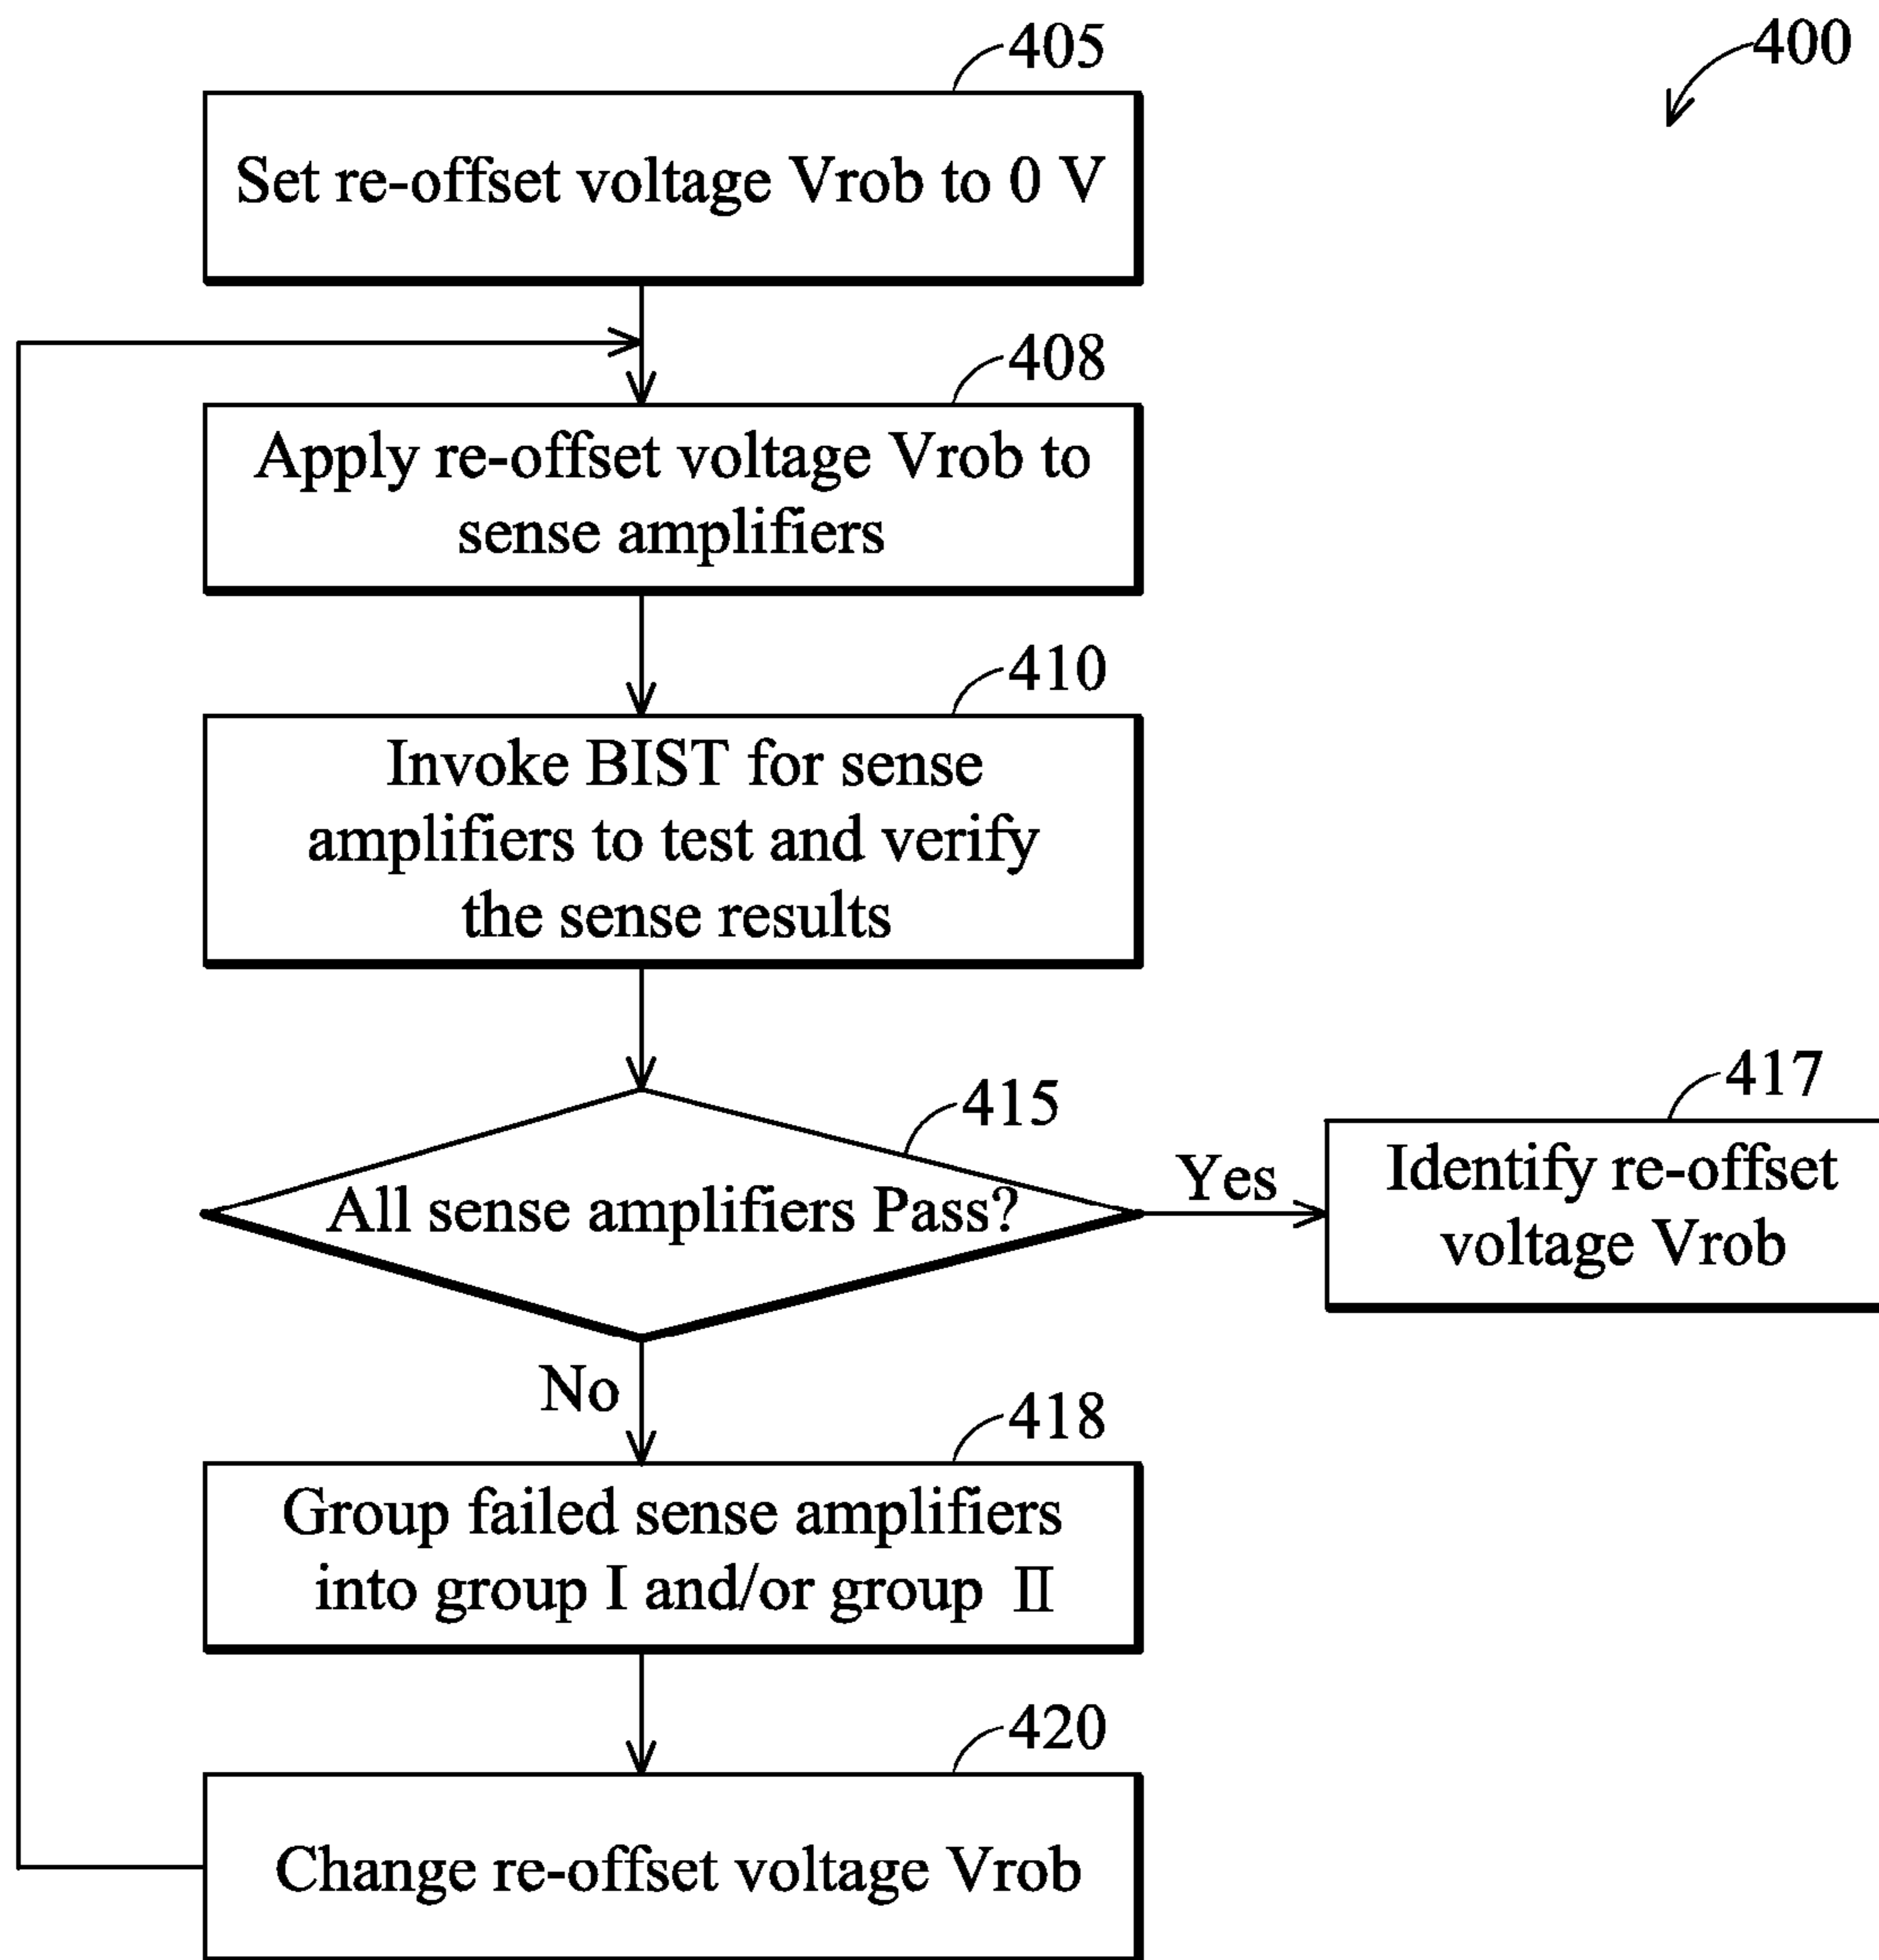 400
405
Set re-offset voltage Vrob to 0 V
408
Apply re-offset voltage Vrob to
sense amplifiers
410
Invoke BIST for sense
amplifiers to test and verify
the sense results
415
All sense amplifiers Pass?
Yes
417
Identify re-offset
voltage Vrob
No
418
Group failed sense amplifiers
into group I and/or group II
420
Change re-offset voltage Vrob